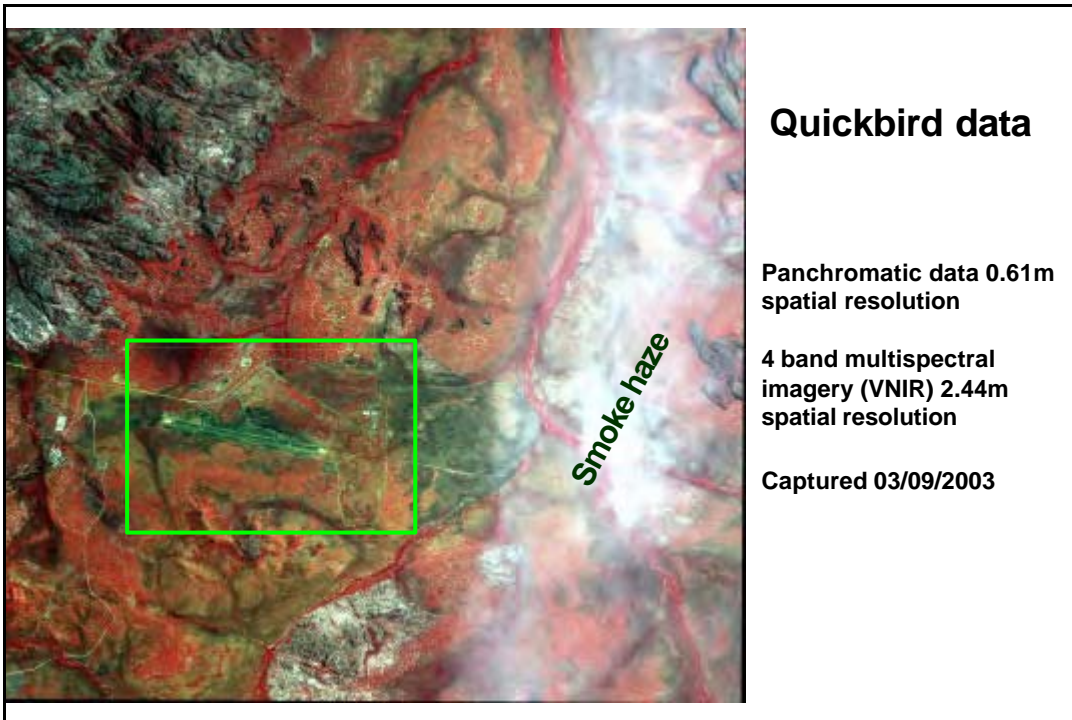 Quickbird data
Panchromatic data 0.61m
spatial resolution
4 band multispectral
imagery (VNIR) 2.44m
spatial resolution
Captured 03/09/2003
Smoke haze